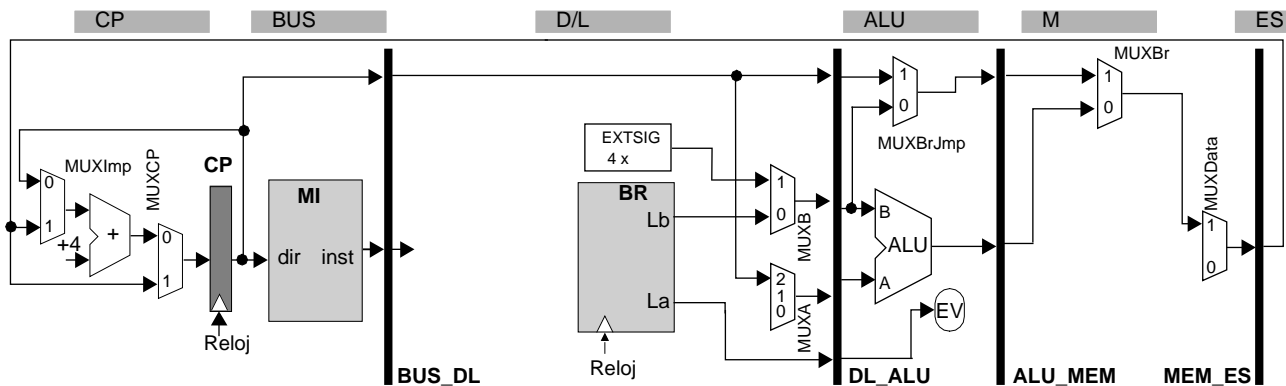 CP BUS D/L ALU M ES
MUXBr
1
0
1
0
MUXBrJmp
EXTSIG
4 x
MUXImp
MUXCP
CP
0
1
+4
+
0
1
MI
dir inst
Reloj
BR
Lb
La
Reloj
1
0
MUXB
2
1
0
MUXA
B
ALU
A
EV
MUXData
1
0
BUS_DL DL_ALU ALU_MEM MEM_ES